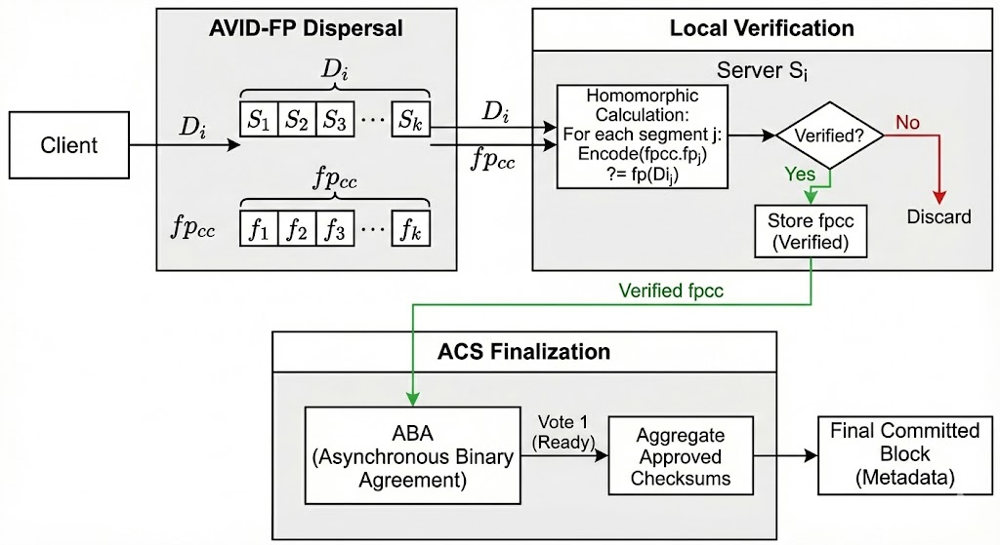 AVID-FP Dispersal
Client
D_i
D_i
S_1 S_2 S_3 ⋯ S_k
fp_cc
fp_cc
f_1 f_2 f_3 ⋯ f_k
D_i
fp_cc
Local Verification
Server S_i
Homomorphic
Calculation:
For each segment j:
Encode(fpcc.fp_j)
?= fp(Di_j)
Verified?
No
Yes
Discard
Store fpcc
(Verified)
Verified fpcc
ACS Finalization
ABA
(Asynchronous Binary
Agreement)
Vote 1
(Ready)
Aggregate
Approved
Checksums
Final Committed
Block
(Metadata)